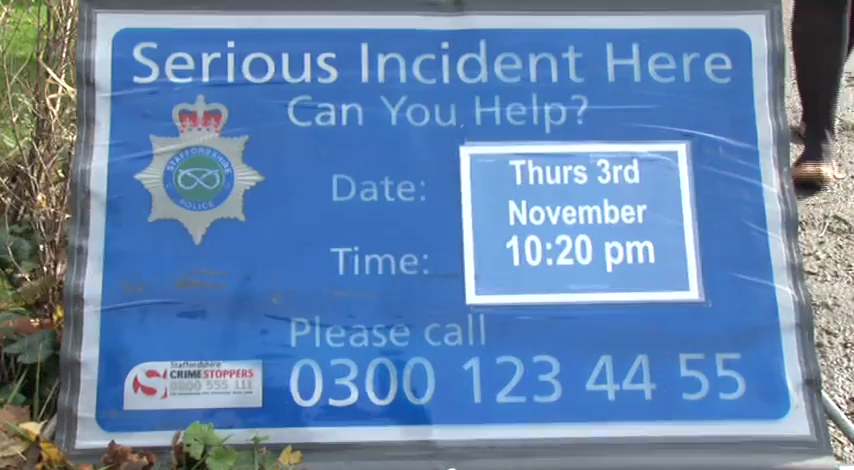 Serious Incident Here
Can You Help?
STAFFORDSHIRE
POLICE
Date:
Thurs 3rd
November
Time:
10:20 pm
Please call
0300 123 44 55
Staffordshire
CRIMESTOPPERS
0800 555 111